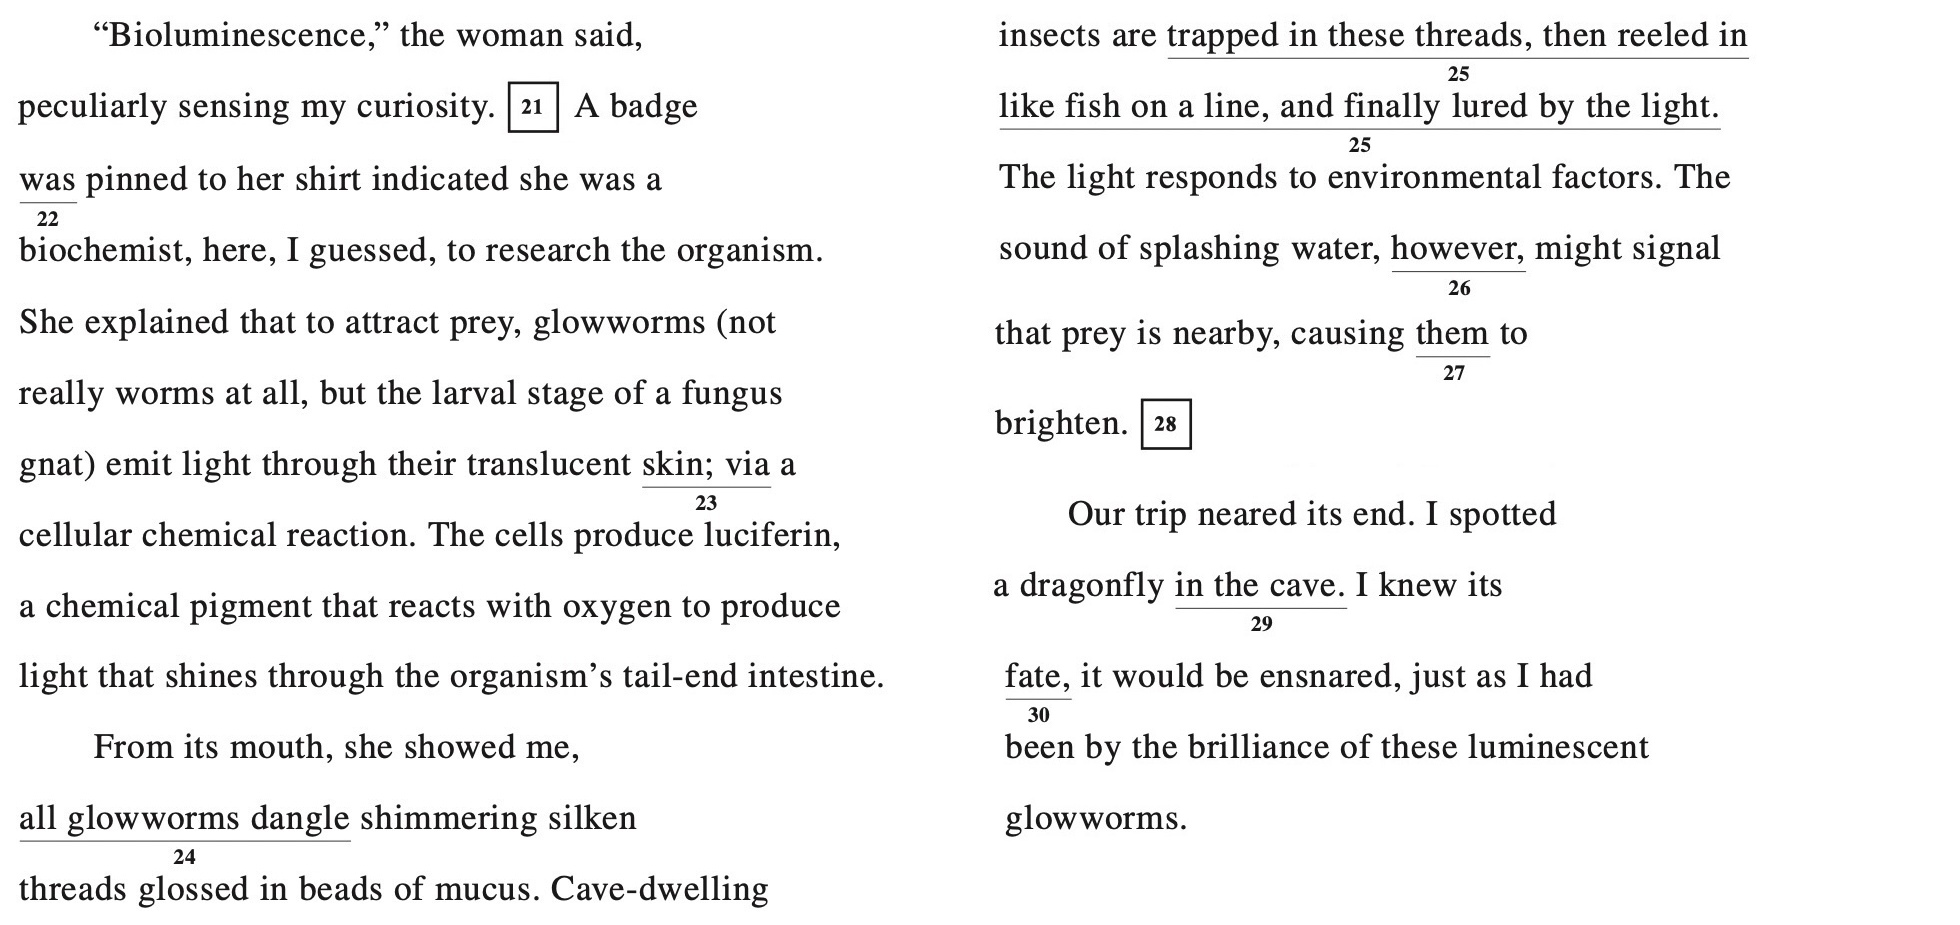 “Bioluminescence,” the woman said,
peculiarly sensing my curiosity. 21 A badge
was pinned to her shirt indicated she was a
22
biochemist, here, I guessed, to research the organism.
She explained that to attract prey, glowworms (not
really worms at all, but the larval stage of a fungus
gnat) emit light through their translucent skin; via a
23
cellular chemical reaction. The cells produce luciferin,
a chemical pigment that reacts with oxygen to produce
light that shines through the organism’s tail-end intestine.
From its mouth, she showed me,
all glowworms dangle shimmering silken
24
threads glossed in beads of mucus. Cave-dwelling
insects are trapped in these threads, then reeled in
25
like fish on a line, and finally lured by the light.
25
The light responds to environmental factors. The
sound of splashing water, however, might signal
26
that prey is nearby, causing them to
27
brighten. 28
Our trip neared its end. I spotted
a dragonfly in the cave. I knew its
29
fate, it would be ensnared, just as I had
30
been by the brilliance of these luminescent
glowworms.